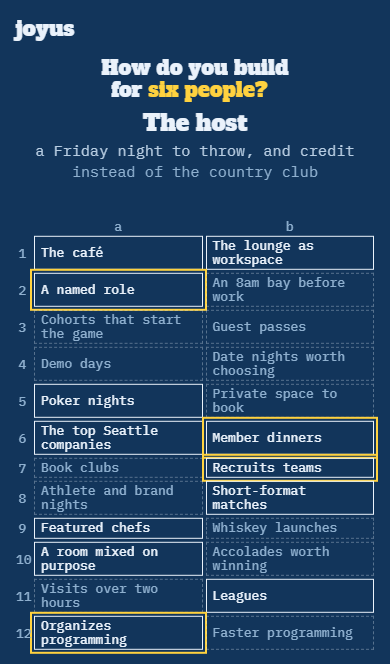 joyus
How do you build
for six people?
The host
a Friday night to throw, and credit
instead of the country club
a b
1 The café The lounge as
workspace
2 A named role An 8am bay before
work
3 Cohorts that start
the game Guest passes
4 Demo days Date nights worth
choosing
5 Poker nights Private space to
book
6 The top Seattle
companies Member dinners
7 Book clubs Recruits teams
8 Athlete and brand
nights Short-format
matches
9 Featured chefs Whiskey launches
10 A room mixed on
purpose Accolades worth
winning
11 Visits over two
hours Leagues
12 Organizes
programming Faster programming